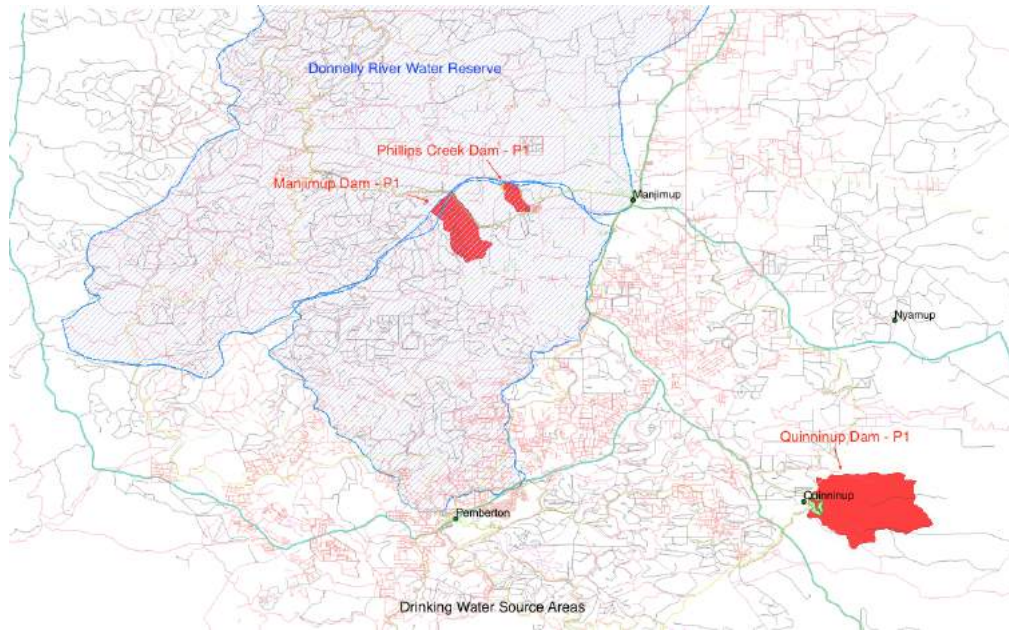 Donnelly River Water Reserve
Phillips Creek Dam - P1
Manjimup Dam - P1
Manjimup
Nyamup
Quinninup Dam - P1
Quinninup
Pemberton
Drinking Water Source Areas